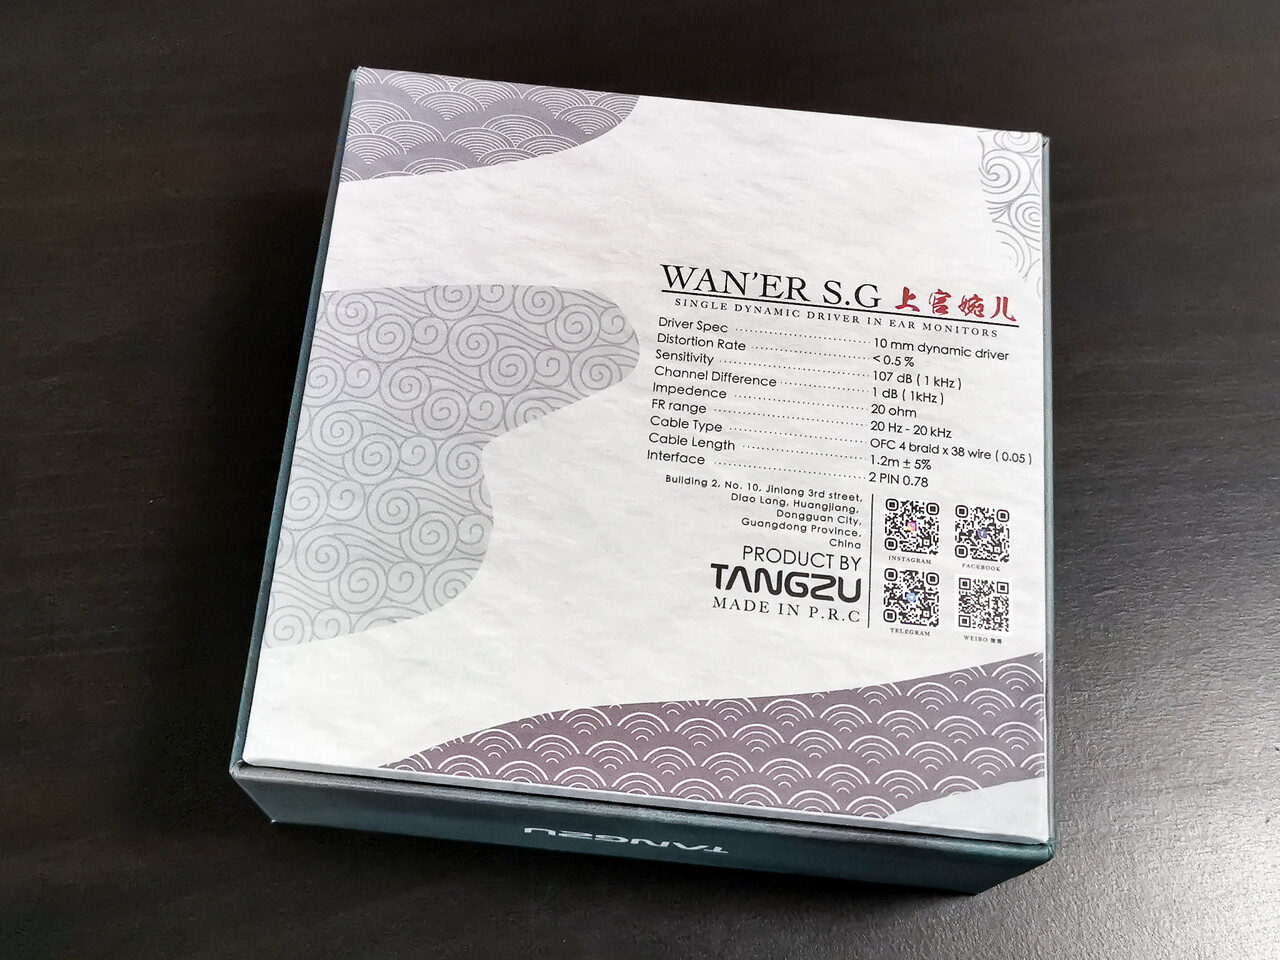 WAN'ER S.G 上官婉儿
SINGLE DYNAMIC DRIVER IN EAR MONITORS
Driver Spec 10 mm dynamic driver
Distortion Rate < 0.5 %
Sensitivity 107 dB ( 1 kHz )
Channel Difference 1 dB ( 1kHz )
Impedence 20 ohm
FR range 20 Hz - 20 kHz
Cable Type OFC 4 braid x 38 wire ( 0.05 )
Cable Length 1.2m ± 5%
Interface 2 PIN 0.78
Building 2, No. 10, Jinlang 3rd street,
Diao Lang, Huangjiang,
Dongguan City,
Guangdong Province,
China
PRODUCT BY
TANGZU
MADE IN P.R.C
INSTAGRAM
FACEBOOK
TELEGRAM
WEIBO
TANGZU